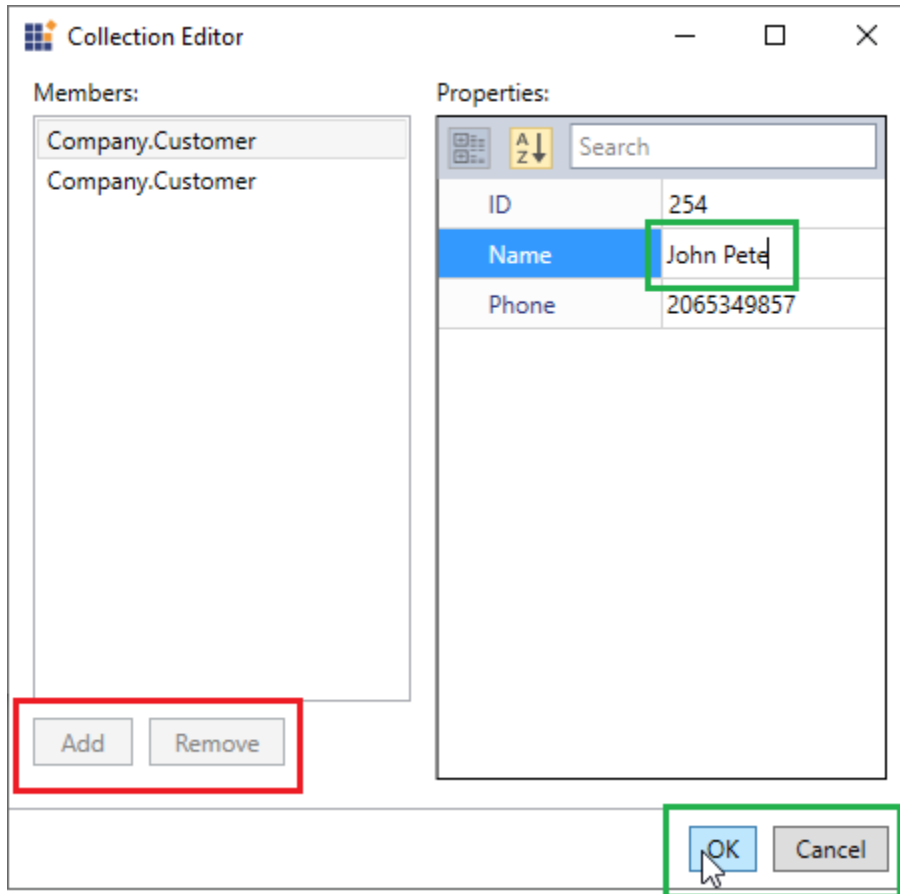 Collection Editor
Members:
Company.Customer
Company.Customer
Add Remove
Properties:
A Z Search
ID 254
Name John Pete
Phone 2065349857
OK Cancel